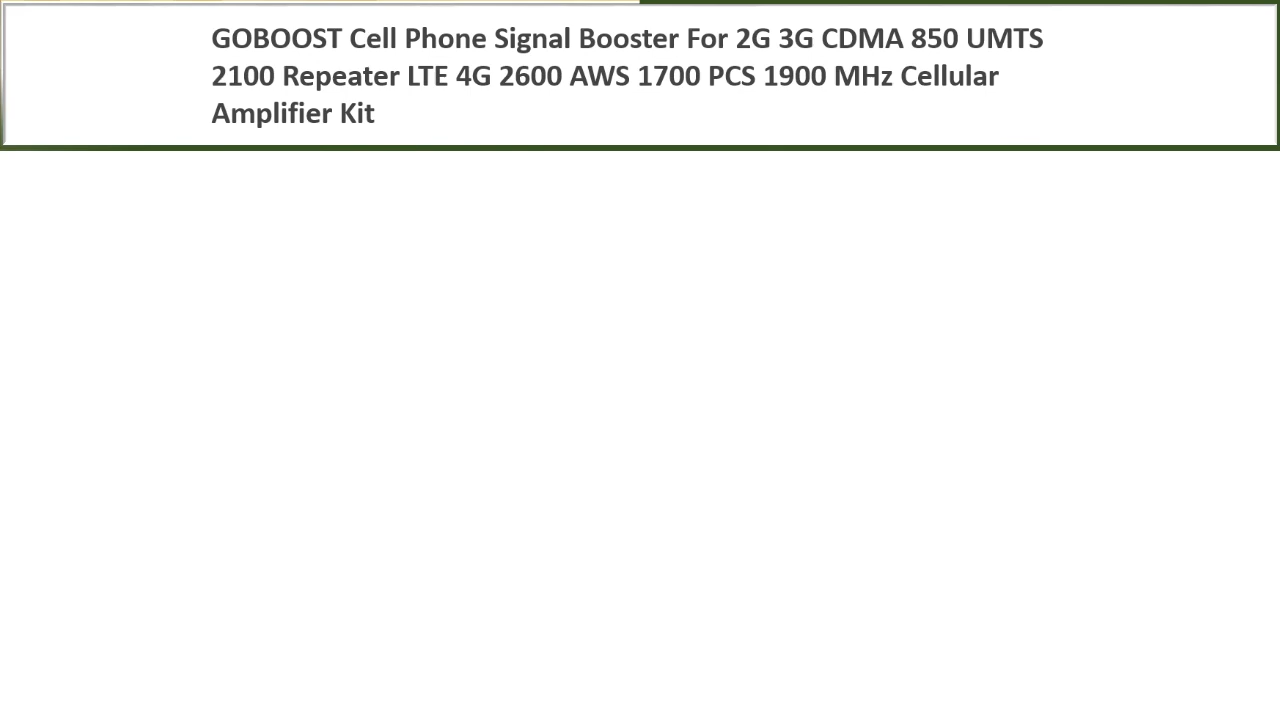 GOBOOST Cell Phone Signal Booster For 2G 3G CDMA 850 UMTS
2100 Repeater LTE 4G 2600 AWS 1700 PCS 1900 MHz Cellular
Amplifier Kit